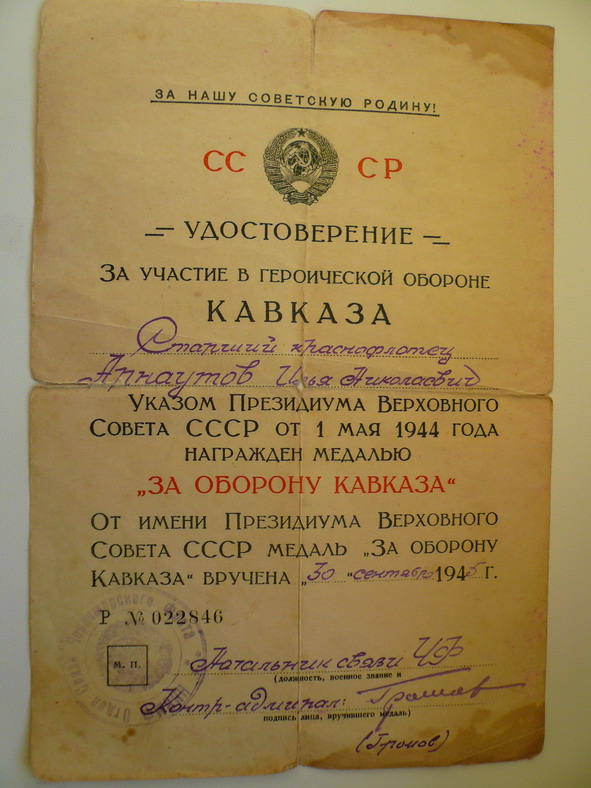 ЗА НАШУ СОВЕТСКУЮ РОДИНУ!
СС СР
УДОСТОВЕРЕНИЕ
ЗА УЧАСТИЕ В ГЕРОИЧЕСКОЙ ОБОРОНЕ
КАВКАЗА
Старший краснофлотец
Арнаутов Илья Николаевич
УКАЗОМ ПРЕЗИДИУМА ВЕРХОВНОГО
СОВЕТА СССР ОТ 1 МАЯ 1944 ГОДА
НАГРАЖДЕН МЕДАЛЬЮ
„ЗА ОБОРОНУ КАВКАЗА“
ОТ ИМЕНИ ПРЕЗИДИУМА ВЕРХОВНОГО
СОВЕТА СССР МЕДАЛЬ „ЗА ОБОРОНУ
КАВКАЗА“ ВРУЧЕНА „30“ сентября 1945 Г.
Р № 022846
Начальник связи ЧФ
М. П.
(должность, военное звание и
Контр-адмирал: Громов
подпись лица, вручившего медаль)
(Громов)